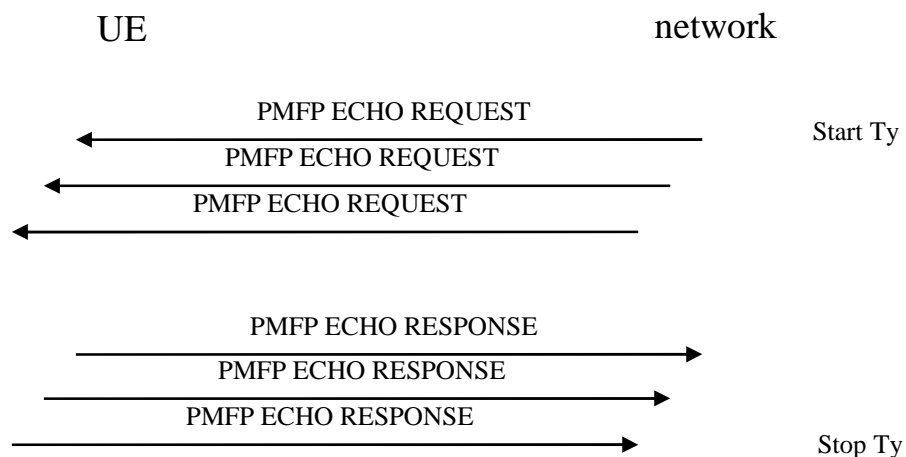 UE
network
PMFP ECHO REQUEST
Start Ty
PMFP ECHO REQUEST
PMFP ECHO REQUEST
PMFP ECHO RESPONSE
PMFP ECHO RESPONSE
PMFP ECHO RESPONSE
Stop Ty